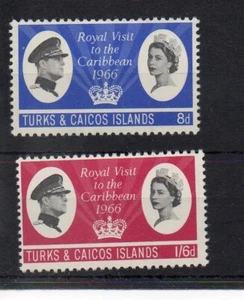 Royal Visit
to the
Caribbean
1966
8d
TURKS & CAICOS ISLANDS
Royal Visit
to the
Caribbean
1966
TURKS & CAICOS ISLANDS 1/6d